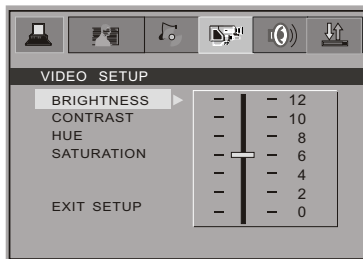 VIDEO SETUP
BRIGHTNESS
CONTRAST
HUE
SATURATION
EXIT SETUP
12
10
8
6
4
2
0